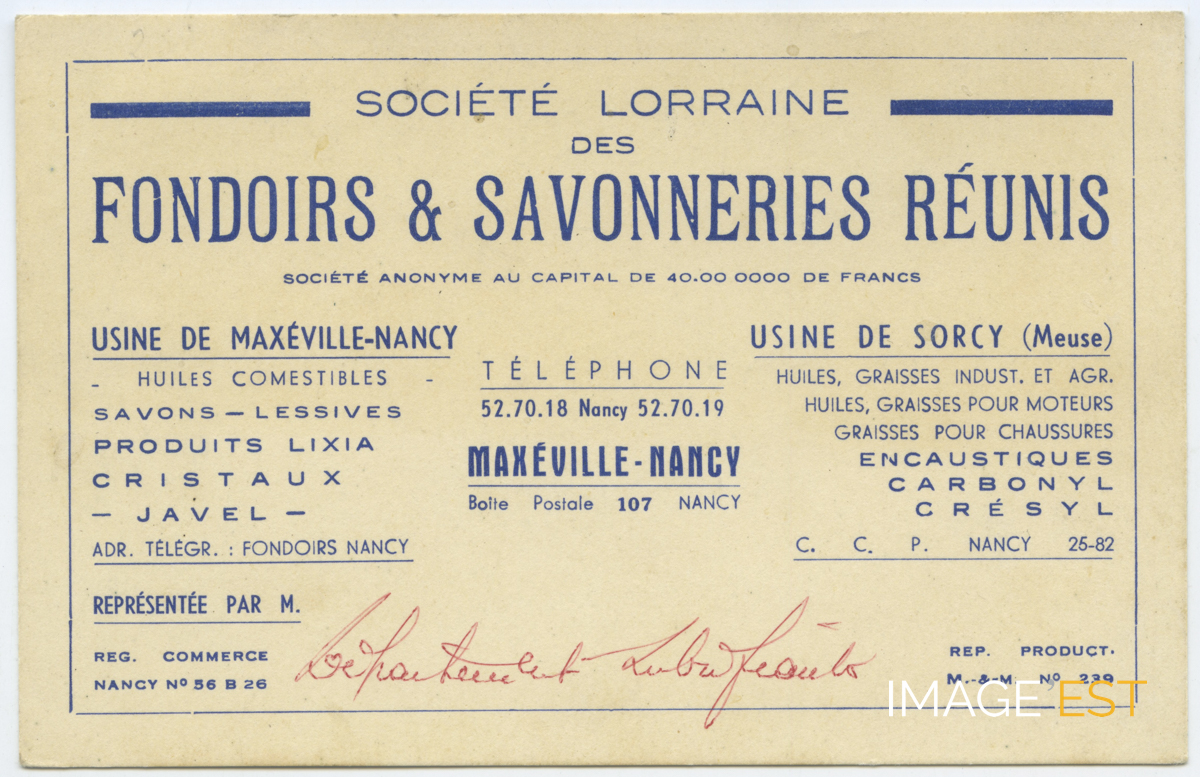 SOCIÉTÉ LORRAINE
DES
FONDOIRS & SAVONNERIES RÉUNIS
SOCIÉTÉ ANONYME AU CAPITAL DE 40.00 0000 DE FRANCS
USINE DE MAXÉVILLE-NANCY
- HUILES COMESTIBLES -
SAVONS — LESSIVES
PRODUITS LIXIA
CRISTAUX
— JAVEL —
ADR. TÉLÉGR. : FONDOIRS NANCY
TÉLÉPHONE
52.70.18 Nancy 52.70.19
MAXÉVILLE-NANCY
Boîte Postale 107 NANCY
USINE DE SORCY (Meuse)
HUILES, GRAISSES INDUST. ET AGR.
HUILES, GRAISSES POUR MOTEURS
GRAISSES POUR CHAUSSURES
ENCAUSTIQUES
CARBONYL
CRÉSYL
C. C. P. NANCY 25-82
REPRÉSENTÉE PAR M.
Département Lubrifiants
REG. COMMERCE
NANCY Nº 56 B 26
REP. PRODUCT.
M.-&-M. Nº 239
IMAGE'EST